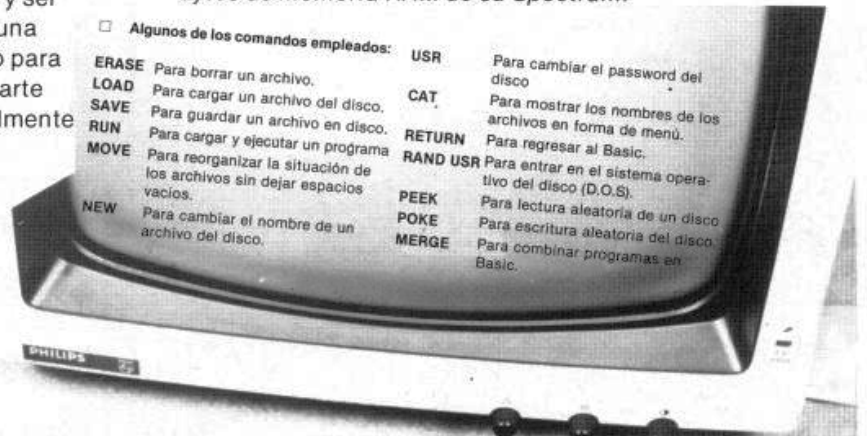 y ser
una
para
arte
lmente
de su Spectrum.
□ Algunos de los comandos empleados:
ERASE Para borrar un archivo.
LOAD Para cargar un archivo del disco.
SAVE Para guardar un archivo en disco.
RUN Para cargar y ejecutar un programa
MOVE Para reorganizar la situación de
los archivos sin dejar espacios
vacíos.
NEW Para cambiar el nombre de un
archivo del disco.
USR Para cambiar el password del
disco
CAT Para mostrar los nombres de los
archivos en forma de menú.
RETURN Para regresar al Basic.
RAND USR Para entrar en el sistema opera-
tivo del disco (D.O.S).
PEEK Para lectura aleatoria de un disco
POKE Para escritura aleatoria del disco.
MERGE Para combinar programas en
Basic.
PHILIPS